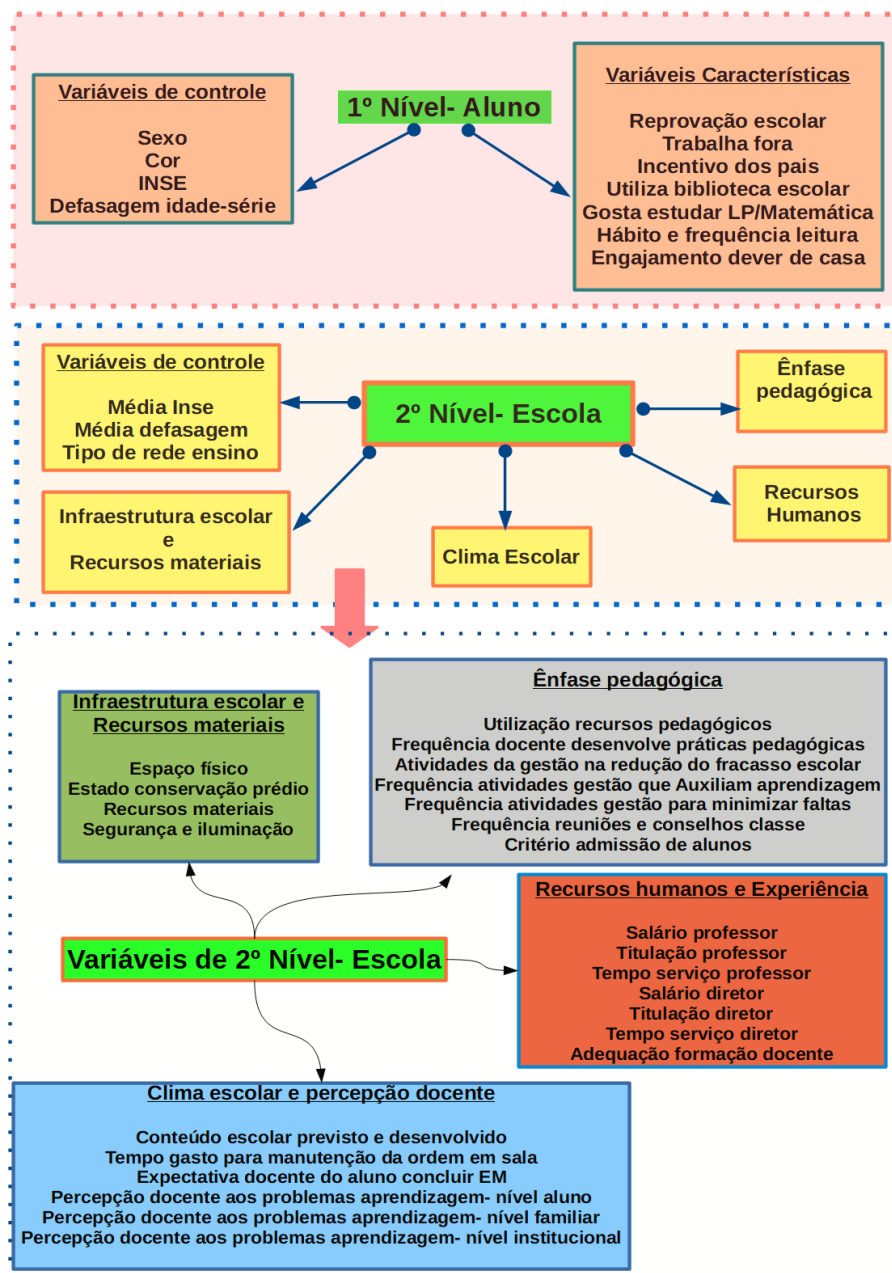 1º Nível- Aluno
Variáveis de controle
Sexo
Cor
INSE
Defasagem idade-série
Variáveis Características
Reprovação escolar
Trabalha fora
Incentivo dos pais
Utiliza biblioteca escolar
Gosta estudar LP/Matemática
Hábito e frequência leitura
Engajamento dever de casa
2º Nível- Escola
Variáveis de controle
Média Inse
Média defasagem
Tipo de rede ensino
Infraestrutura escolar
e
Recursos materiais
Clima Escolar
Ênfase
pedagógica
Recursos
Humanos
Infraestrutura escolar e
Recursos materiais
Espaço físico
Estado conservação prédio
Recursos materiais
Segurança e iluminação
Ênfase pedagógica
Utilização recursos pedagógicos
Frequência docente desenvolve práticas pedagógicas
Atividades da gestão na redução do fracasso escolar
Frequência atividades gestão que Auxiliam aprendizagem
Frequência atividades gestão para minimizar faltas
Frequência reuniões e conselhos classe
Critério admissão de alunos
Variáveis de 2º Nível- Escola
Recursos humanos e Experiência
Salário professor
Titulação professor
Tempo serviço professor
Salário diretor
Titulação diretor
Tempo serviço diretor
Adequação formação docente
Clima escolar e percepção docente
Conteúdo escolar previsto e desenvolvido
Tempo gasto para manutenção da ordem em sala
Expectativa docente do aluno concluir EM
Percepção docente aos problemas aprendizagem- nível aluno
Percepção docente aos problemas aprendizagem- nível familiar
Percepção docente aos problemas aprendizagem- nível institucional